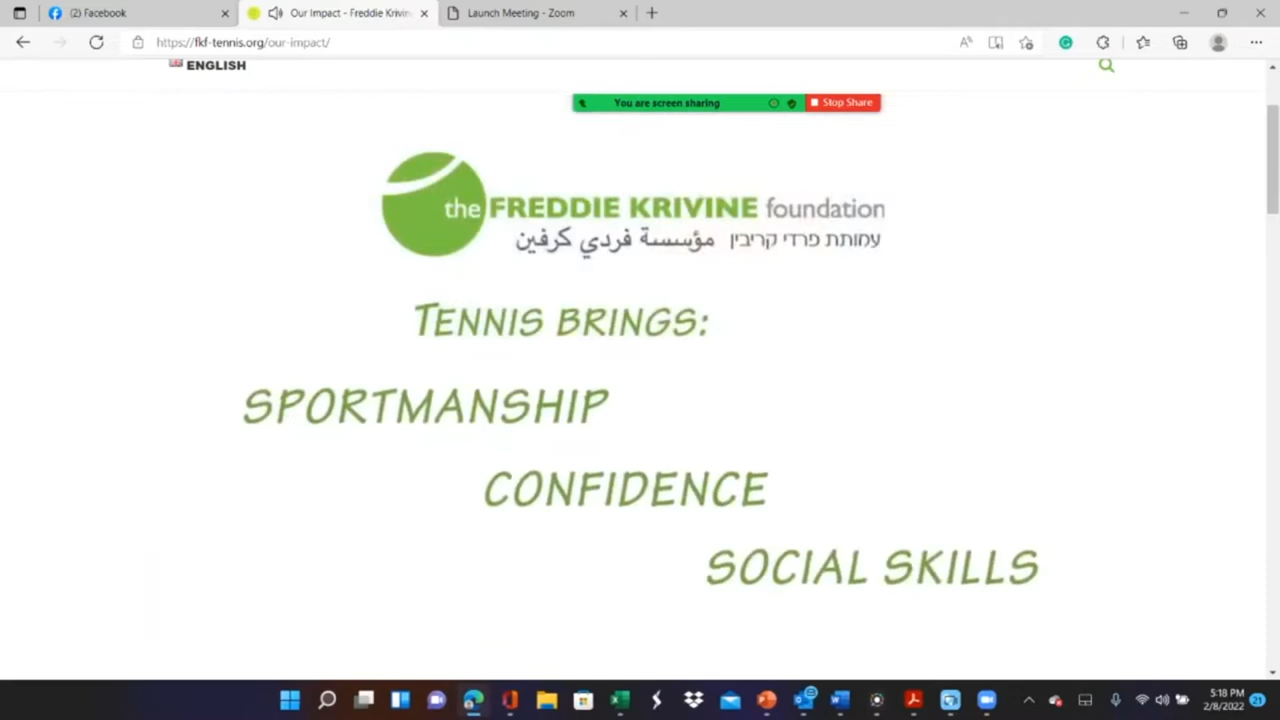 (2) Facebook
Our Impact - Freddie Krivin
Launch Meeting - Zoom
https://fkf-tennis.org/our-impact/
ENGLISH
You are screen sharing
Stop Share
the FREDDIE KRIVINE foundation
مؤسسة فردي كرفين עמותת פרדי קריבין
TENNIS BRINGS:
SPORTMANSHIP
CONFIDENCE
SOCIAL SKILLS
5:18 PM
2/8/2022
21